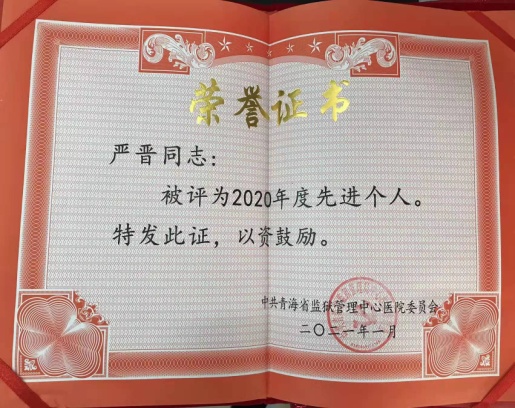 荣誉证书
严晋同志：
被评为2020年度先进个人。
特发此证，以资鼓励。
中共青海省监狱管理中心医院委员会
二〇二一年一月